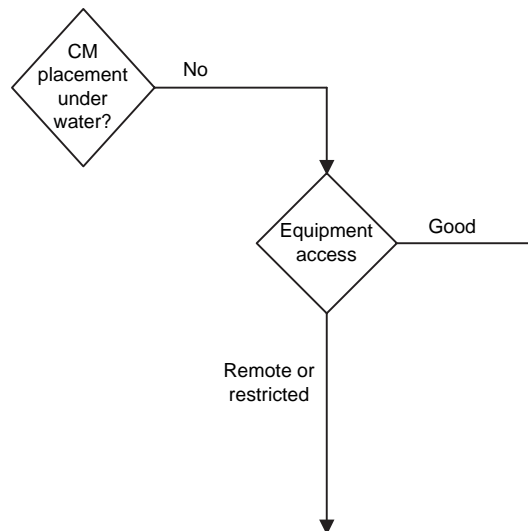 CM
placement
under
water?
No
Equipment
access
Good
Remote or
restricted